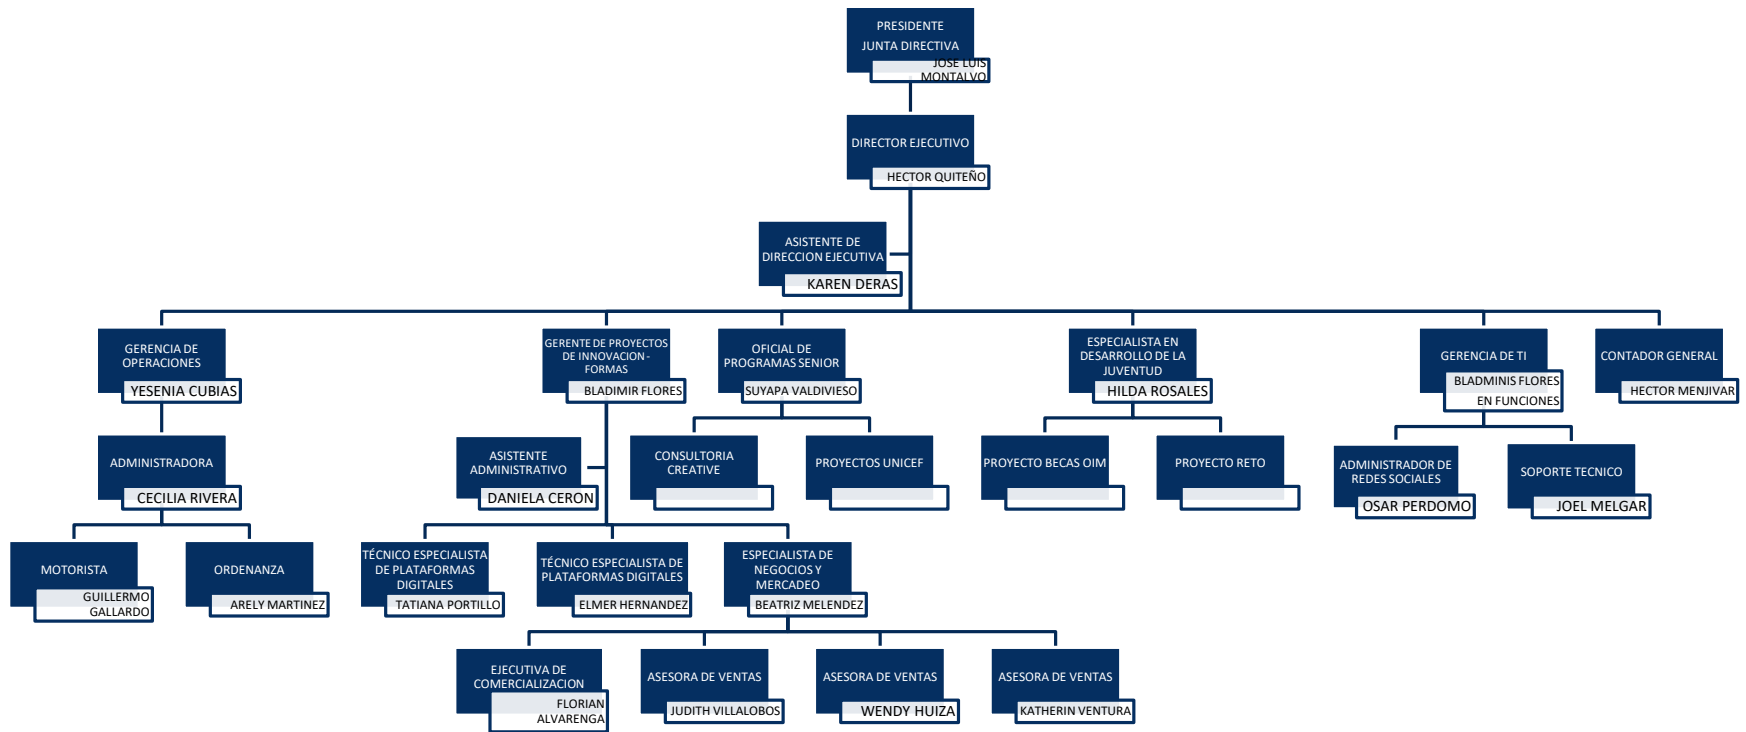 PRESIDENTE
JUNTA DIRECTIVA
JOSE LUIS
MONTALVO
DIRECTOR EJECUTIVO
HECTOR QUITEÑO
ASISTENTE DE
DIRECCION EJECUTIVA
KAREN DERAS
GERENCIA DE
OPERACIONES
YESENIA CUBIAS
GERENTE DE PROYECTOS
DE INNOVACION -
FORMAS
BLADIMIR FLORES
OFICIAL DE
PROGRAMAS SENIOR
SUYAPA VALDIVIESO
ESPECIALISTA EN
DESARROLLO DE LA
JUVENTUD
HILDA ROSALES
GERENCIA DE TI
BLADMINIS FLORES
EN FUNCIONES
CONTADOR GENERAL
HECTOR MENJIVAR
ADMINISTRADORA
CECILIA RIVERA
ASISTENTE
ADMINISTRATIVO
DANIELA CERON
CONSULTORIA
CREATIVE
PROYECTOS UNICEF
PROYECTO BECAS OIM
PROYECTO RETO
ADMINISTRADOR DE
REDES SOCIALES
OSAR PERDOMO
SOPORTE TECNICO
JOEL MELGAR
MOTORISTA
GUILLERMO
GALLARDO
ORDENANZA
ARELY MARTINEZ
TÉCNICO ESPECIALISTA
DE PLATAFORMAS
DIGITALES
TATIANA PORTILLO
TÉCNICO ESPECIALISTA DE
PLATAFORMAS DIGITALES
ELMER HERNANDEZ
ESPECIALISTA DE
NEGOCIOS Y
MERCADEO
BEATRIZ MELENDEZ
EJECUTIVA DE
COMERCIALIZACION
FLORIAN
ALVARENGA
ASESORA DE VENTAS
JUDITH VILLALOBOS
ASESORA DE VENTAS
WENDY HUIZA
ASESORA DE VENTAS
KATHERIN VENTURA